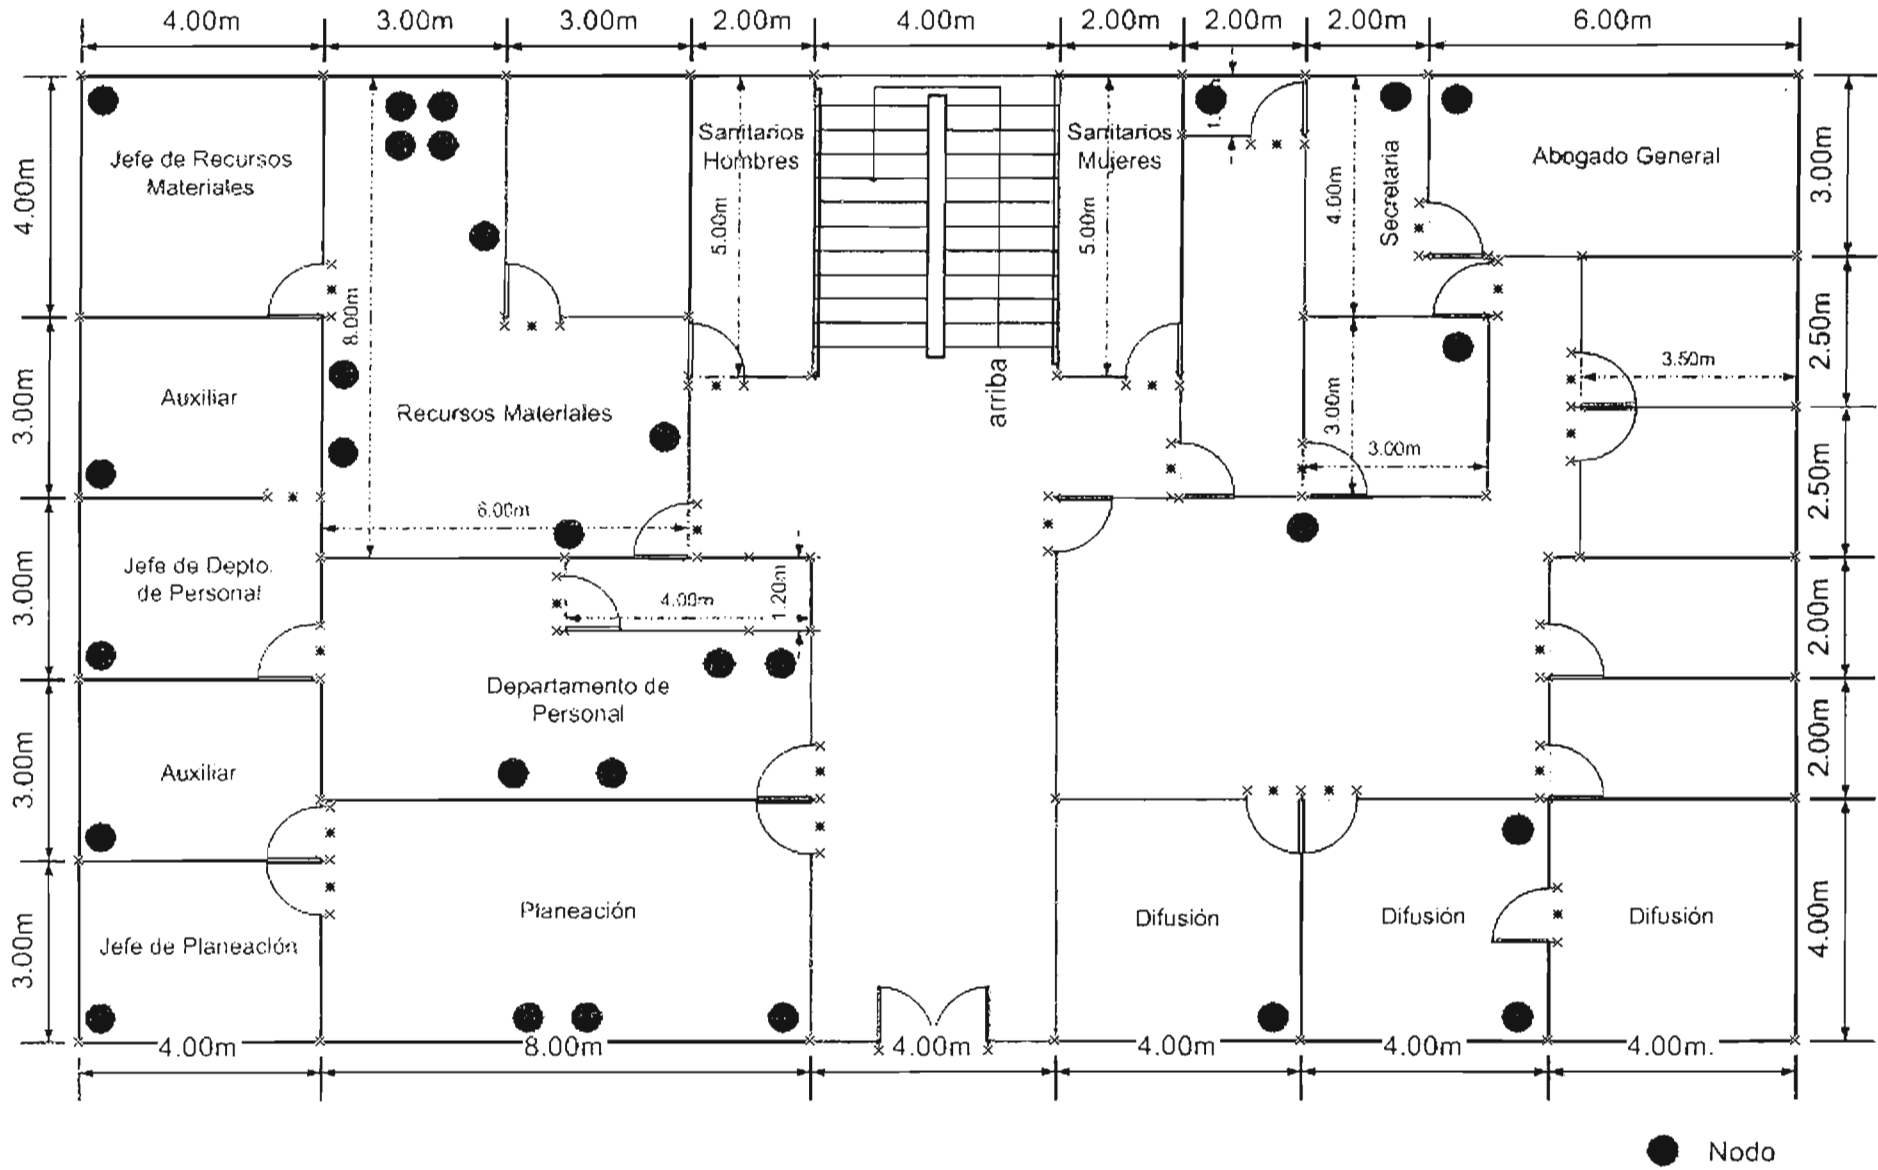 4.00m 3.00m 3.00m 2.00m 4.00m 2.00m 2.00m 2.00m 6.00m
Jefe de Recursos
Materiales
Sanitarios
Hombres
Sanitarios
Mujeres
Secretaria
Abogado General
4.00m
8.00m
5.00m
5.00m
4.00m
3.00m
2.50m
3.50m
arriba
Auxiliar
Recursos Materiales
3.00m
3.00m
3.00m
2.50m
6.00m
Jefe de Depto.
de Personal
4.00m
1.20m
3.00m
2.00m
Departamento de
Personal
Auxiliar
3.00m
2.00m
Planeación
Difusión
Difusión
Difusión
Jefe de Planeación
3.00m
4.00m
4.00m 8.00m 4.00m 4.00m 4.00m 4.00m.
Nodo